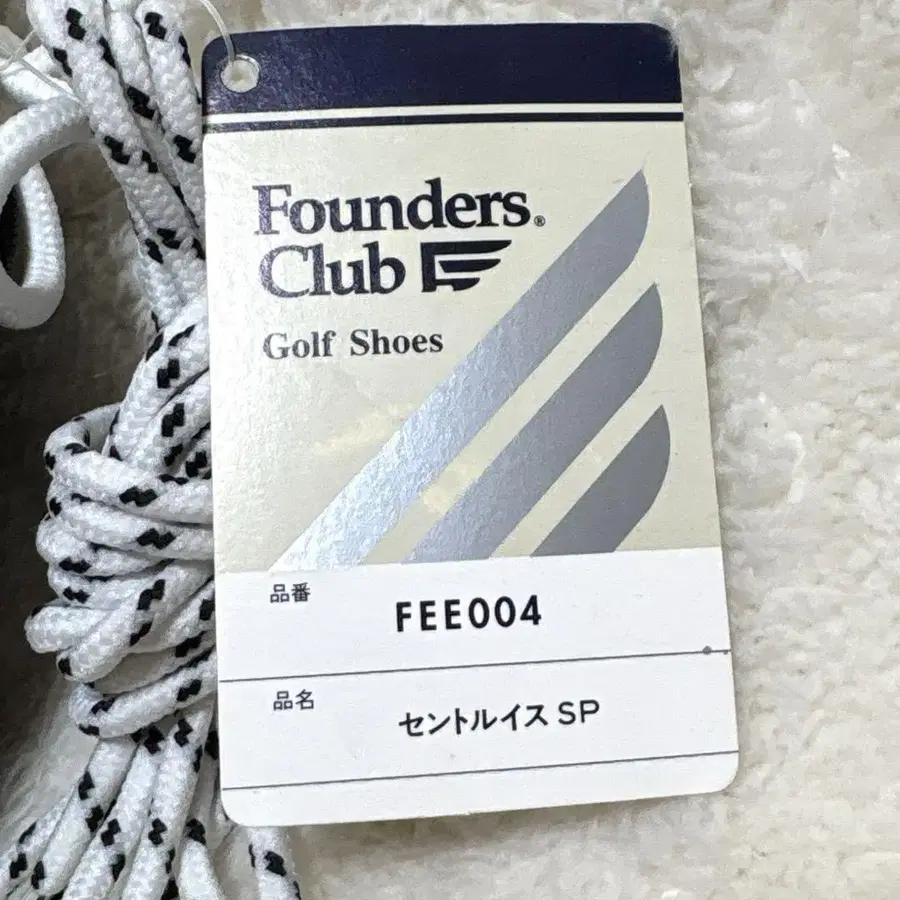 Founders®
Club
Golf Shoes
品番
FEE004
品名
セントルイス SP